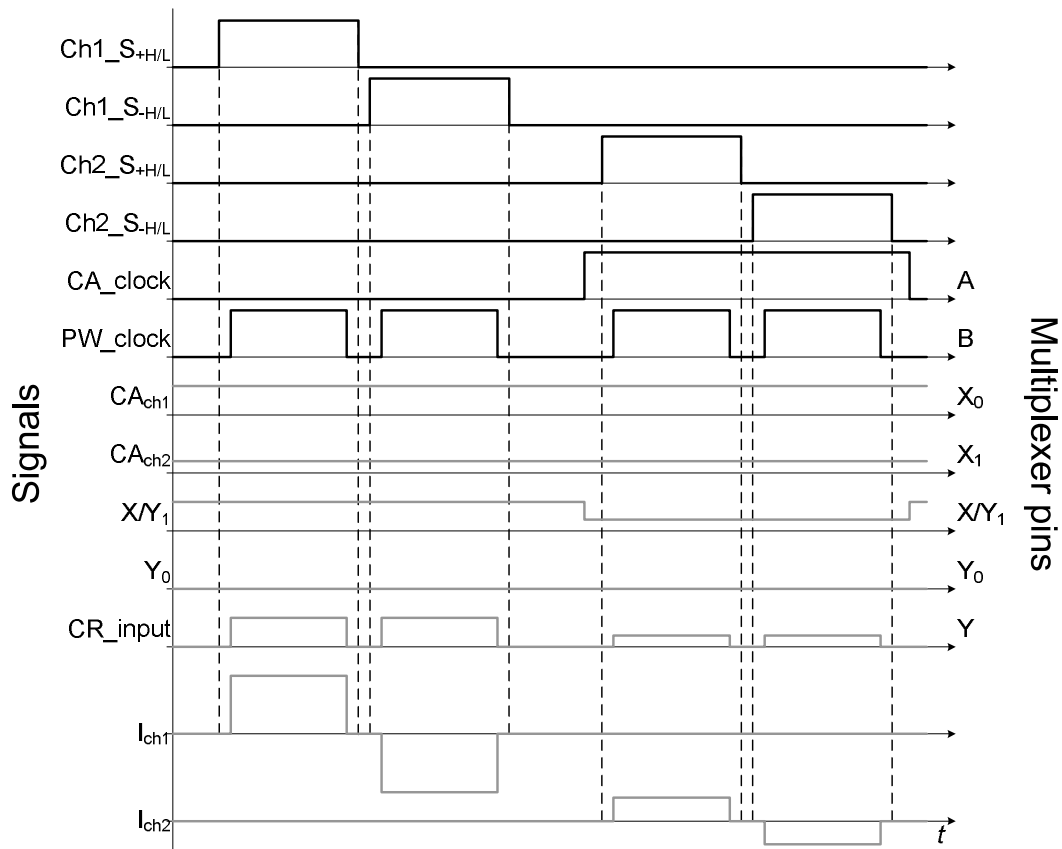 Signals
Ch1_S+H/L
Ch1_S-H/L
Ch2_S+H/L
Ch2_S-H/L
CA_clock A
PW_clock B
CAch1 X0
CAch2 X1
X/Y1 X/Y1
Y0 Y0
CR_input Y
Ich1
Ich2
t
Multiplexer pins